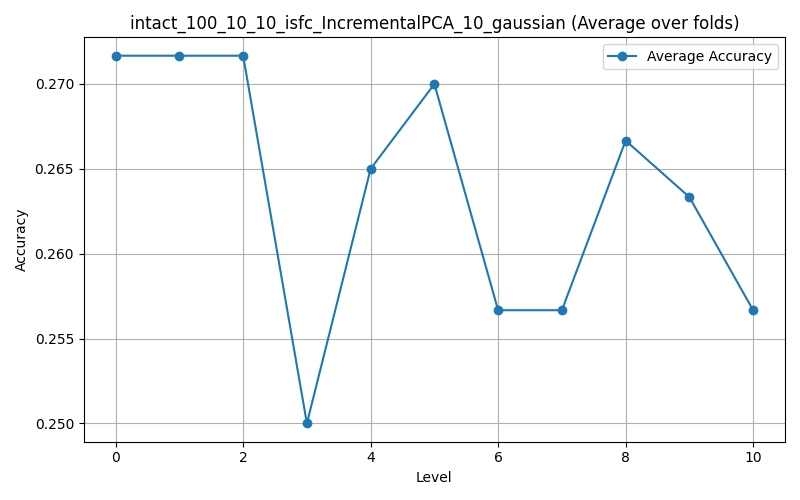 intact_100_10_10_isfc_IncrementalPCA_10_gaussian (Average over folds)
Average Accuracy
Accuracy
0.270
0.265
0.260
0.255
0.250
0 2 4 6 8 10
Level